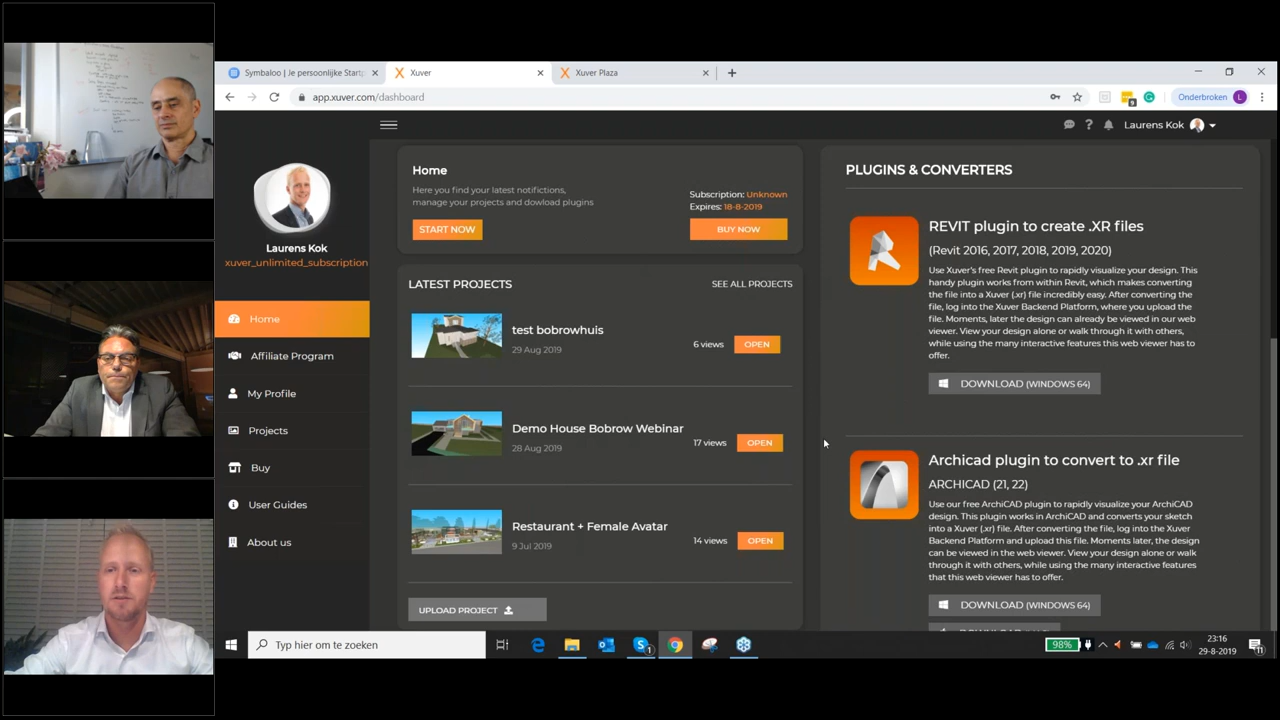 Symbaloo | Je persoonlijke Startp
Xuver
Xuver Plaza
app.xuver.com/dashboard
Onderbroken
L
9
Laurens Kok
Laurens Kok
xuver_unlimited_subscription
Home
Affiliate Program
My Profile
Projects
Buy
User Guides
About us
Home
Here you find your latest notifictions,
manage your projects and dowload plugins
START NOW
Subscription: Unknown
Expires: 18-8-2019
BUY NOW
LATEST PROJECTS
SEE ALL PROJECTS
test bobrowhuis
29 Aug 2019
6 views
OPEN
Demo House Bobrow Webinar
28 Aug 2019
17 views
OPEN
Restaurant + Female Avatar
9 Jul 2019
14 views
OPEN
UPLOAD PROJECT
PLUGINS & CONVERTERS
REVIT plugin to create .XR files
(Revit 2016, 2017, 2018, 2019, 2020)
Use Xuver's free Revit plugin to rapidly visualize your design. This
handy plugin works from within Revit, which makes converting
the file into a Xuver (.xr) file incredibly easy. After converting the
file, log into the Xuver Backend Platform, where you upload the
file. Moments, later the design can already be viewed in our web
viewer. View your design alone or walk through it with others,
while using the many interactive features this web viewer has to
offer.
DOWNLOAD (WINDOWS 64)
Archicad plugin to convert to .xr file
ARCHICAD (21, 22)
Use our free ArchiCAD plugin to rapidly visualize your ArchiCAD
design. This plugin works in ArchiCAD and converts your sketch
into a Xuver (.xr) file. After converting the file, log into the Xuver
Backend Platform and upload this file. Moments later, the design
can be viewed in the web viewer. View your design alone or walk
through it with others, while using the many interactive features
that this web viewer has to offer.
DOWNLOAD (WINDOWS 64)
Typ hier om te zoeken
1
98%
23:16
29-8-2019
11